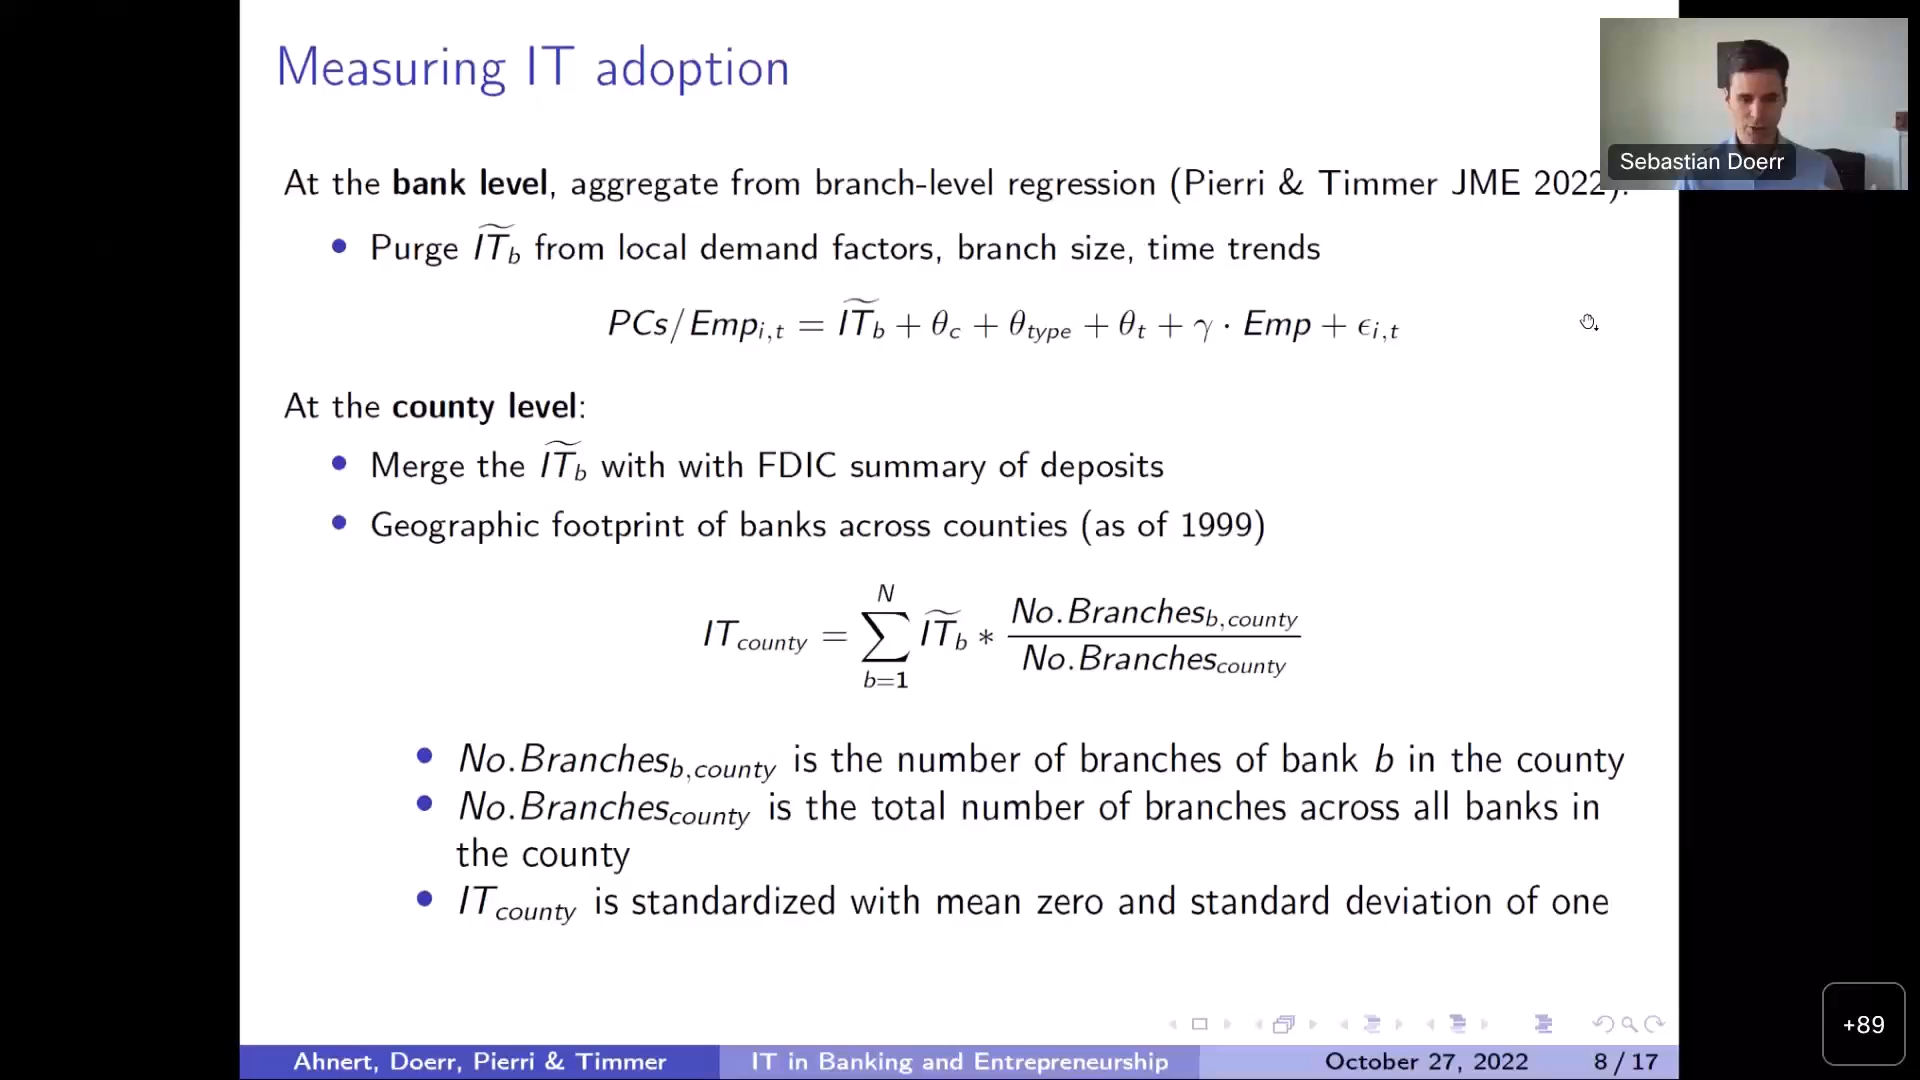 Measuring IT adoption
Sebastian Doerr
At the bank level, aggregate from branch-level regression (Pierri & Timmer JME 2022):
• Purge \widetilde{IT}_b from local demand factors, branch size, time trends
PCs/Emp_{i,t} = \widetilde{IT}_b + θ_c + θ_{type} + θ_t + γ · Emp + ϵ_{i,t}
At the county level:
• Merge the \widetilde{IT}_b with with FDIC summary of deposits
• Geographic footprint of banks across counties (as of 1999)
IT_{county} = \sum_{b=1}^{N} \widetilde{IT}_b * \frac{No.Branches_{b,county}}{No.Branches_{county}}
• No.Branches_{b,county} is the number of branches of bank b in the county
• No.Branches_{county} is the total number of branches across all banks in
the county
• IT_{county} is standardized with mean zero and standard deviation of one
+89
Ahnert, Doerr, Pierri & Timmer IT in Banking and Entrepreneurship October 27, 2022 8 / 17